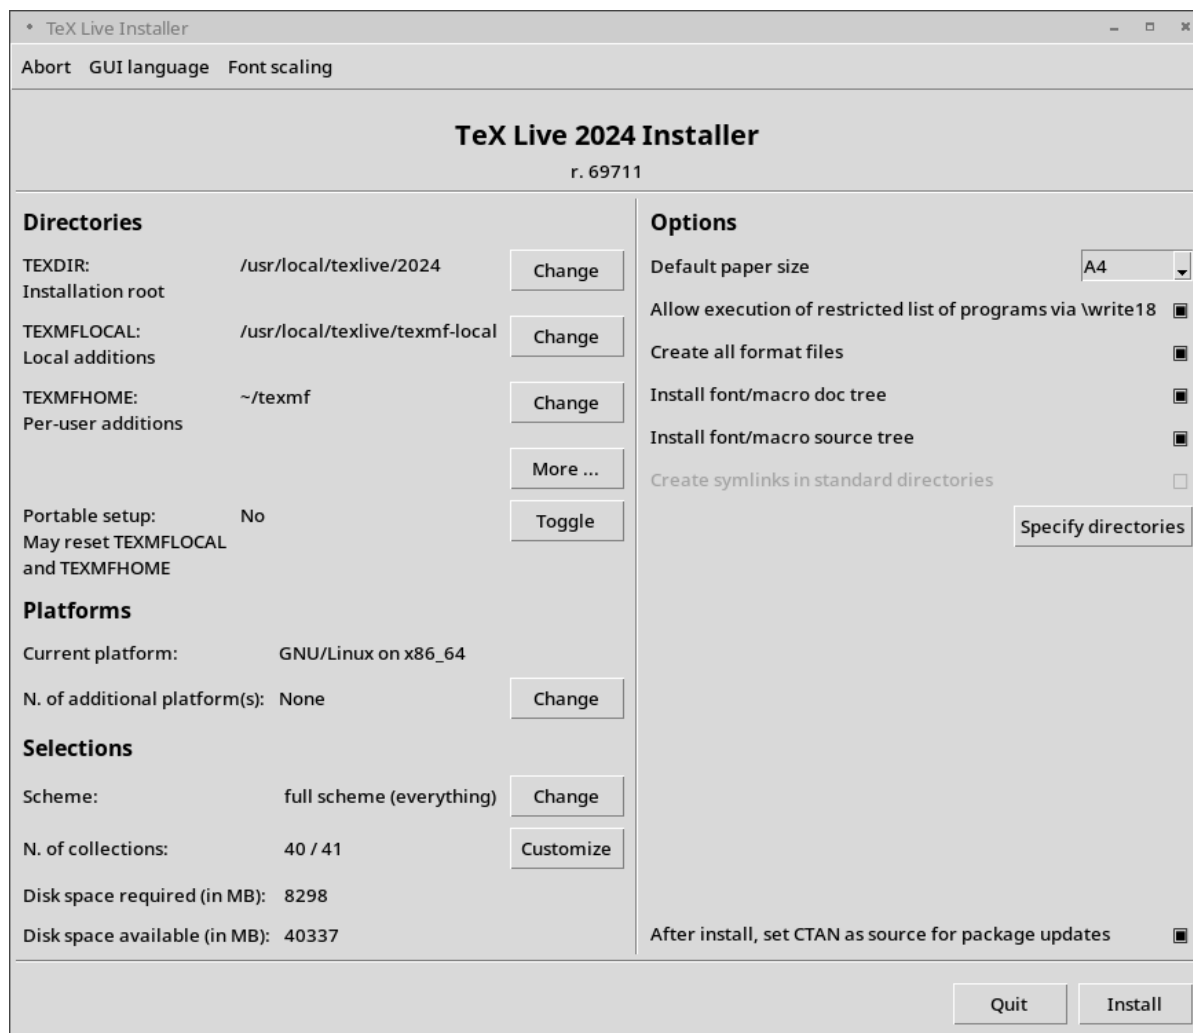 TeX Live Installer
Abort GUI language Font scaling
TeX Live 2024 Installer
r. 69711
Directories
TEXDIR: /usr/local/texlive/2024 Change
Installation root
TEXMFLOCAL: /usr/local/texlive/texmf-local Change
Local additions
TEXMFHOME: ~/texmf Change
Per-user additions
More ...
Portable setup: No Toggle
May reset TEXMFLOCAL
and TEXMFHOME
Platforms
Current platform: GNU/Linux on x86_64
N. of additional platform(s): None Change
Selections
Scheme: full scheme (everything) Change
N. of collections: 40 / 41 Customize
Disk space required (in MB): 8298
Disk space available (in MB): 40337
Options
Default paper size A4
Allow execution of restricted list of programs via \write18
Create all format files
Install font/macro doc tree
Install font/macro source tree
Create symlinks in standard directories
Specify directories
After install, set CTAN as source for package updates
Quit Install